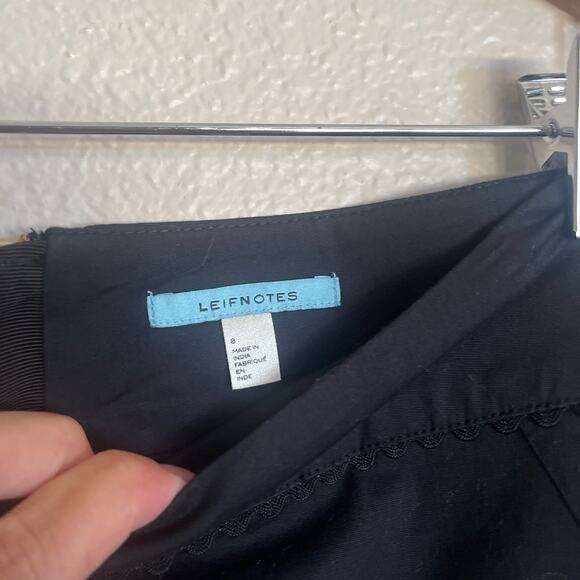 LEIFNOTES
8
MADE IN
INDIA
FABRIQUÉ
EN
INDE